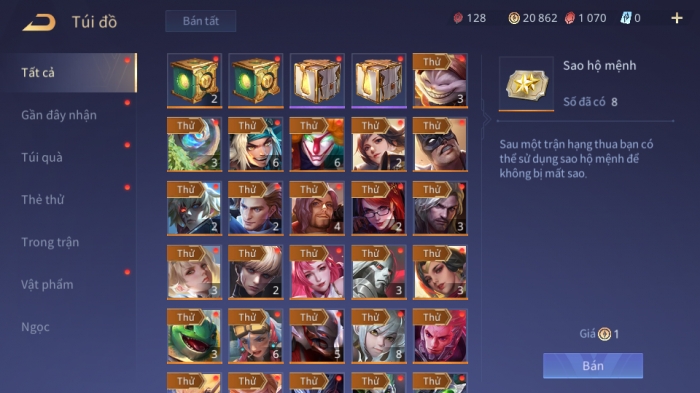 Túi đồ
Bán tất
128
20 862
1 070
0
+
Tất cả
Gần đây nhận
Túi quà
Thẻ thử
Trong trận
Vật phẩm
Ngọc
2
6
Thử
3
Thử
3
Thử
6
Thử
6
Thử
2
Thử
Thử
2
Thử
2
Thử
4
Thử
2
Thử
3
Thử
3
Thử
2
Thử
3
Thử
3
Thử
3
Thử
3
Thử
6
Thử
5
Thử
8
Thử
3
Thử
Thử
Thử
Thử
Thử
Sao hộ mệnh
Số đã có 8
Sau một trận hạng thua bạn có
thể sử dụng sao hộ mệnh để
không bị mất sao.
Giá 1
Bán